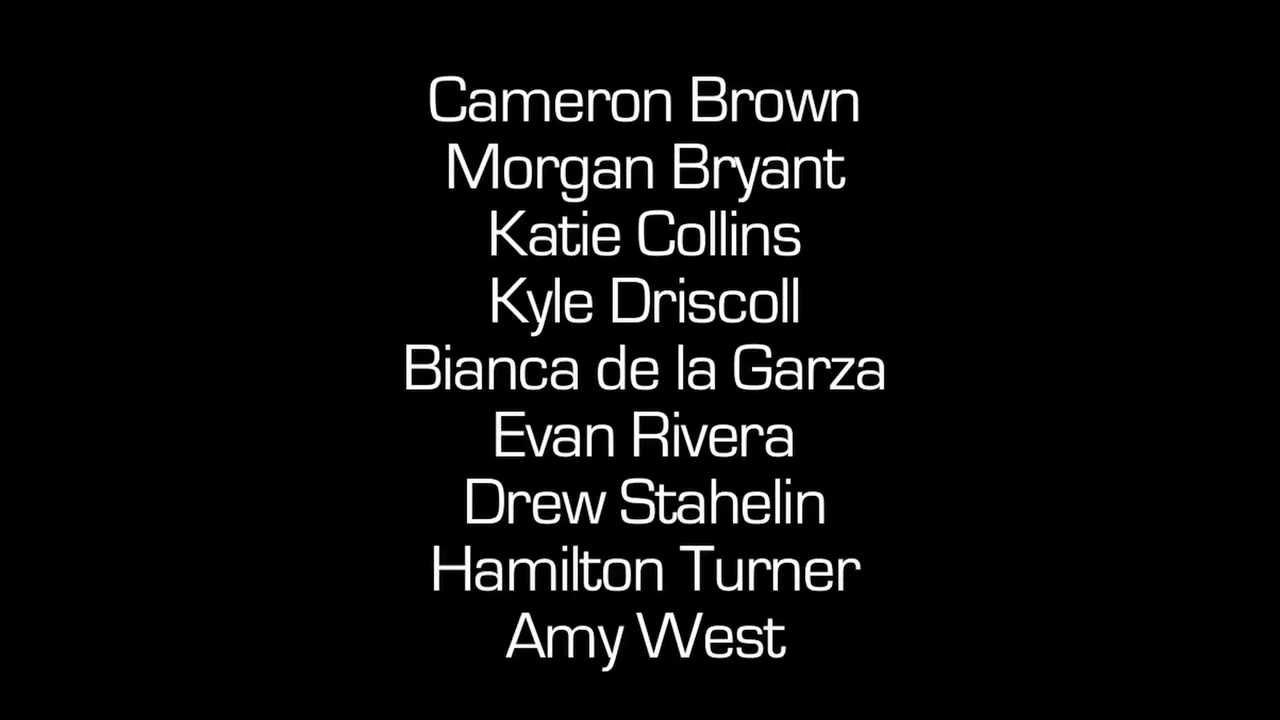 Cameron Brown
Morgan Bryant
Katie Collins
Kyle Driscoll
Bianca de la Garza
Evan Rivera
Drew Stahelin
Hamilton Turner
Amy West